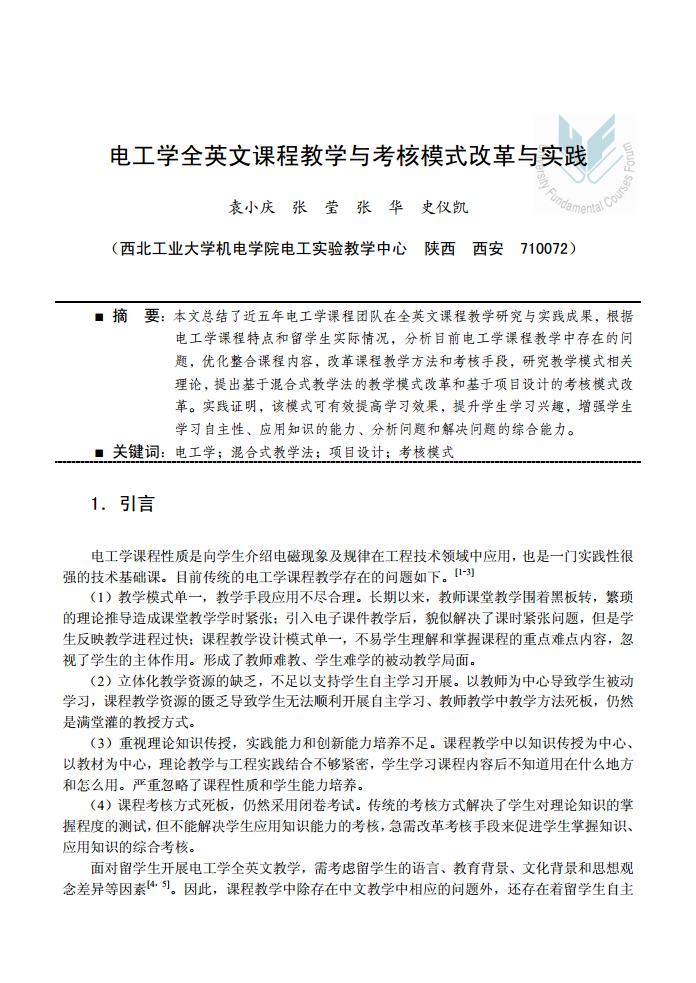 University Fundamental Courses Forum
电工学全英文课程教学与考核模式改革与实践
袁小庆 张 莹 张 华 史仪凯
（西北工业大学机电学院电工实验教学中心 陕西 西安 710072）
■ 摘 要：本文总结了近五年电工学课程团队在全英文课程教学研究与实践成果，根据
电工学课程特点和留学生实际情况，分析目前电工学课程教学中存在的问
题，优化整合课程内容，改革课程教学方法和考核手段，研究教学模式相关
理论，提出基于混合式教学法的教学模式改革和基于项目设计的考核模式改
革。实践证明，该模式可有效提高学习效果，提升学生学习兴趣，增强学生
学习自主性、应用知识的能力、分析问题和解决问题的综合能力。
■ 关键词：电工学；混合式教学法；项目设计；考核模式
1．引言
电工学课程性质是向学生介绍电磁现象及规律在工程技术领域中应用，也是一门实践性很
强的技术基础课。目前传统的电工学课程教学存在的问题如下。[1-3]
（1）教学模式单一，教学手段应用不尽合理。长期以来，教师课堂教学围着黑板转，繁琐
的理论推导造成课堂教学学时紧张；引入电子课件教学后，貌似解决了课时紧张问题，但是学
生反映教学进程过快；课程教学设计模式单一，不易学生理解和掌握课程的重点难点内容，忽
视了学生的主体作用。形成了教师难教、学生难学的被动教学局面。
（2）立体化教学资源的缺乏，不足以支持学生自主学习开展。以教师为中心导致学生被动
学习，课程教学资源的匮乏导致学生无法顺利开展自主学习、教师教学中教学方法死板，仍然
是满堂灌的教授方式。
（3）重视理论知识传授，实践能力和创新能力培养不足。课程教学中以知识传授为中心、
以教材为中心，理论教学与工程实践结合不够紧密，学生学习课程内容后不知道用在什么地方
和怎么用。严重忽略了课程性质和学生能力培养。
（4）课程考核方式死板，仍然采用闭卷考试。传统的考核方式解决了学生对理论知识的掌
握程度的测试，但不能解决学生应用知识能力的考核，急需改革考核手段来促进学生掌握知识、
应用知识的综合考核。
面对留学生开展电工学全英文教学，需考虑留学生的语言、教育背景、文化背景和思想观
念差异等因素[4, 5]。因此，课程教学中除存在中文教学中相应的问题外，还存在着留学生自主